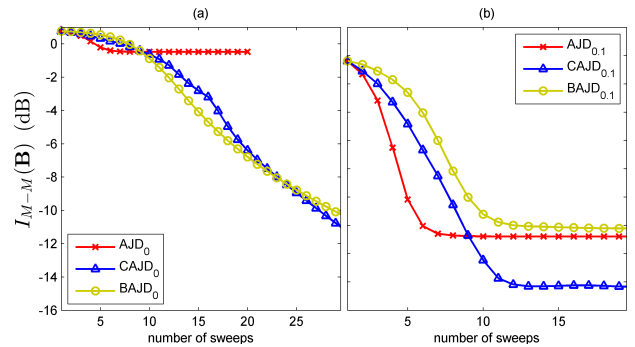 (a)
(b)
I_{M−M}(B) (dB)
0
-2
-4
-6
-8
-10
-12
-14
-16
AJD_0
CAJD_0
BAJD_0
5 10 15 20 25
number of sweeps
AJD_{0.1}
CAJD_{0.1}
BAJD_{0.1}
5 10 15
number of sweeps